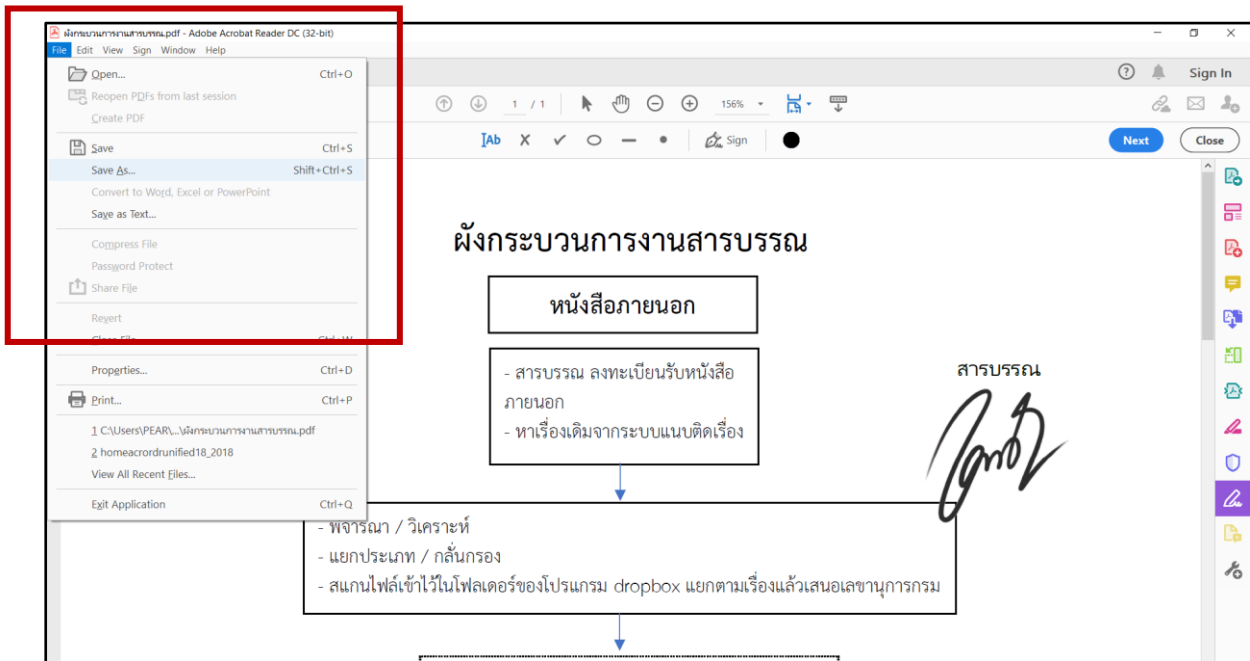 ผังกระบวนการงานสารบรรณ.pdf - Adobe Acrobat Reader DC (32-bit)
File Edit View Sign Window Help
Open... Ctrl+O
Reopen PDFs from last session
Create PDF
Save Ctrl+S
Save As... Shift+Ctrl+S
Convert to Word, Excel or PowerPoint
Save as Text...
Compress File
Password Protect
Share File
Revert
Close File Ctrl+W
Properties... Ctrl+D
Print... Ctrl+P
1 C:\Users\PEAR\...\ผังกระบวนการงานสารบรรณ.pdf
2 homeacrordrunified18_2018
View All Recent Files...
Exit Application Ctrl+Q
Sign In
1 / 1 156%
Ab Sign
Next Close
ผังกระบวนการงานสารบรรณ
หนังสือภายนอก
- สารบรรณ ลงทะเบียนรับหนังสือ
ภายนอก
- หาเรื่องเดิมจากระบบแนบติดเรื่อง
สารบรรณ
- พิจารณา / วิเคราะห์
- แยกประเภท / กลั่นกรอง
- สแกนไฟล์เข้าไว้ในโฟลเดอร์ของโปรแกรม dropbox แยกตามเรื่องแล้วเสนอเลขานุการกรม